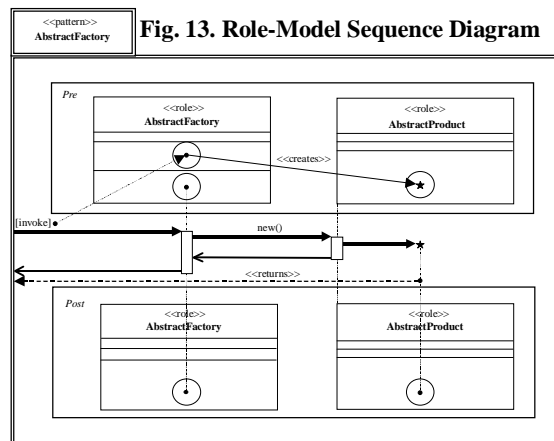 <<pattern>>
AbstractFactory
Fig. 13. Role-Model Sequence Diagram
Pre
<<role>>
AbstractFactory
<<role>>
AbstractProduct
<<creates>>
[invoke]
new()
<<returns>>
Post
<<role>>
AbstractFactory
<<role>>
AbstractProduct